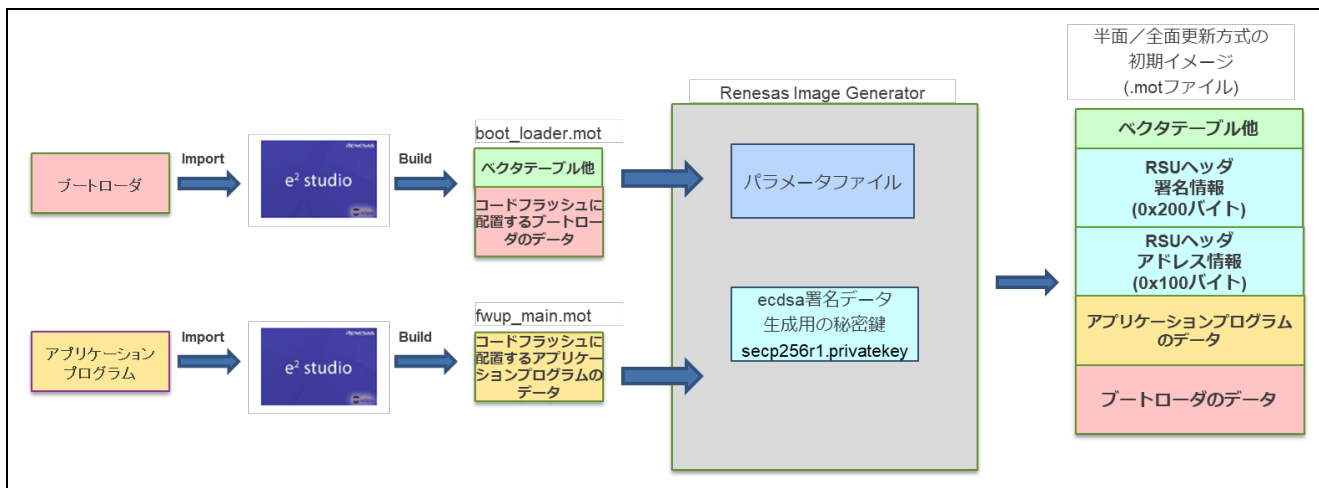 ブートローダ
Import
RENESAS
e² studio
Build
boot_loader.mot
ベクタテーブル他
コードフラッシュに
配置するブートロー
ダのデータ
アプリケーション
プログラム
Import
RENESAS
e² studio
Build
fwup_main.mot
コードフラッシュに
配置するアプリケー
ションプログラムの
データ
Renesas Image Generator
パラメータファイル
ecdsa署名データ
生成用の秘密鍵
secp256r1.privatekey
半面／全面更新方式の
初期イメージ
(.motファイル)
ベクタテーブル他
RSUヘッダ
署名情報
(0x200バイト)
RSUヘッダ
アドレス情報
(0x100バイト)
アプリケーションプログラム
のデータ
ブートローダのデータ